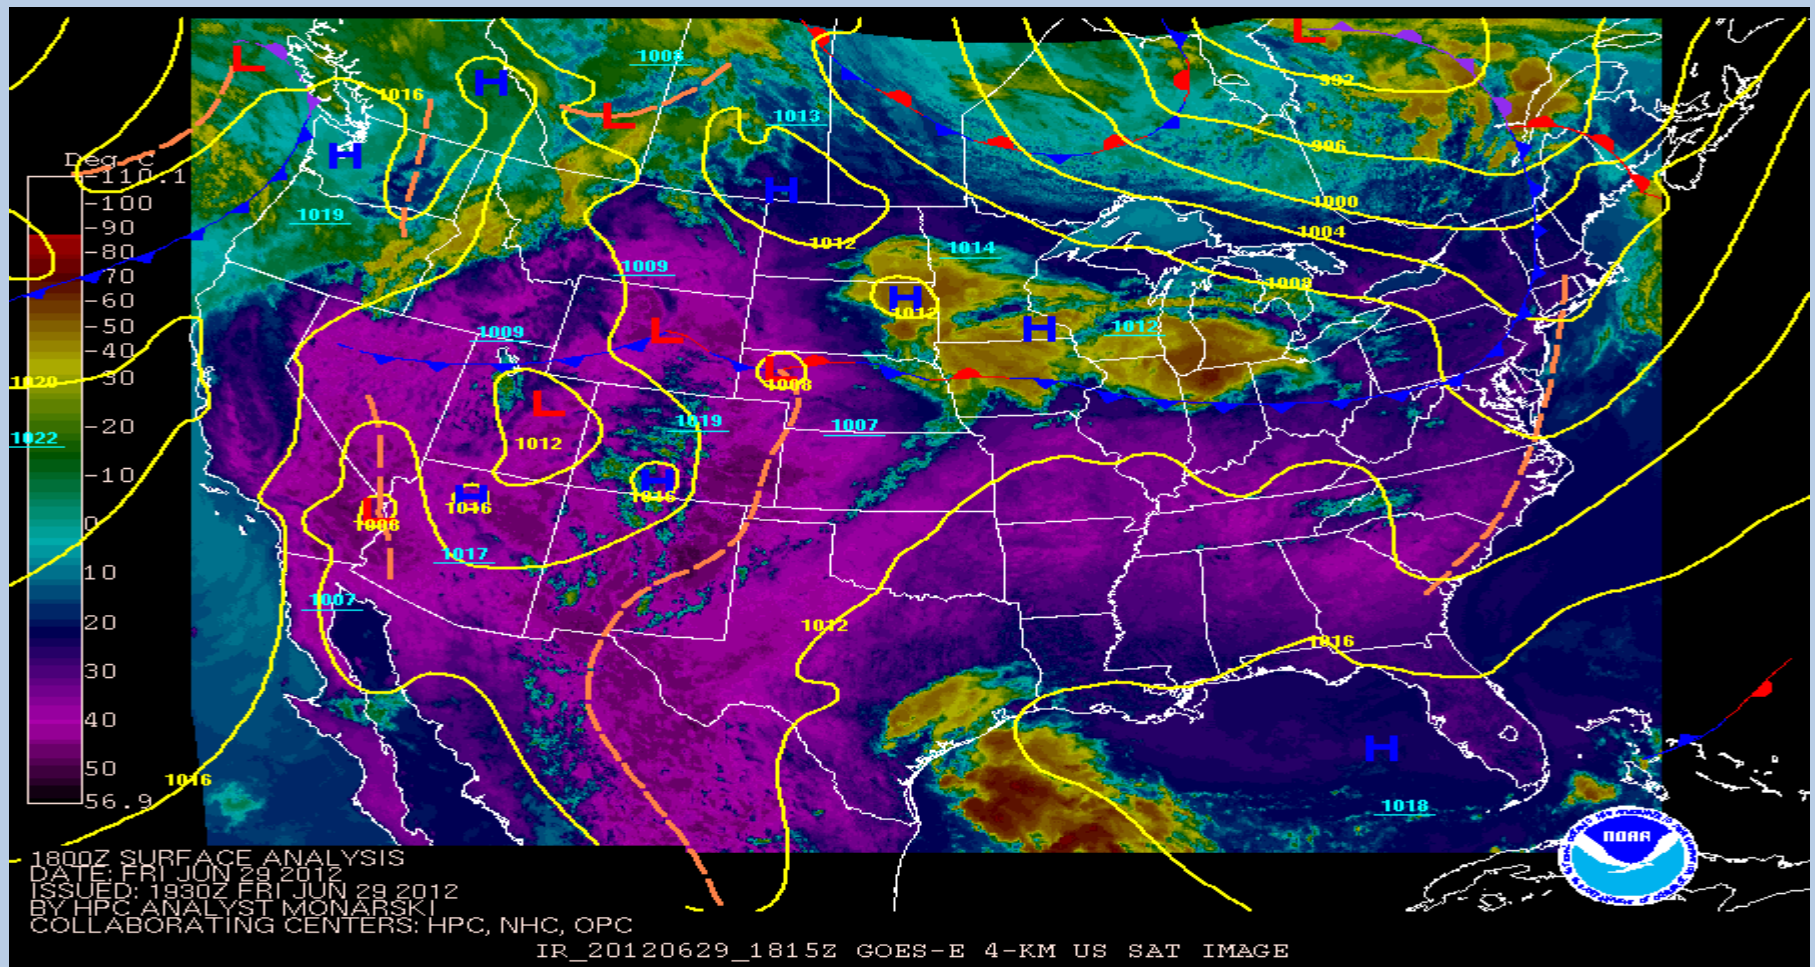 L
L
992
1016
H
1008
L
1013
996
Deg C
-110.1
H
H
-100
1019
1000
-90
1012
1004
-80
1014
-70
1009
1008
-60
H
1012
-50
L
H
1012
1009
-40
L
1020
-30
1008
L
1019
-20
1007
1022
1012
H
H
1016
1016
-10
L
1008
0
1017
10
1007
20
1012
1016
30
40
H
50
1016
56.9
1018
NOAA
1800Z SURFACE ANALYSIS
DATE: FRI JUN 29 2012
ISSUED: 1930Z FRI JUN 29 2012
BY HPC ANALYST MONARSKI
COLLABORATING CENTERS: HPC, NHC, OPC
IR_20120629_1815Z GOES-E 4-KM US SAT IMAGE